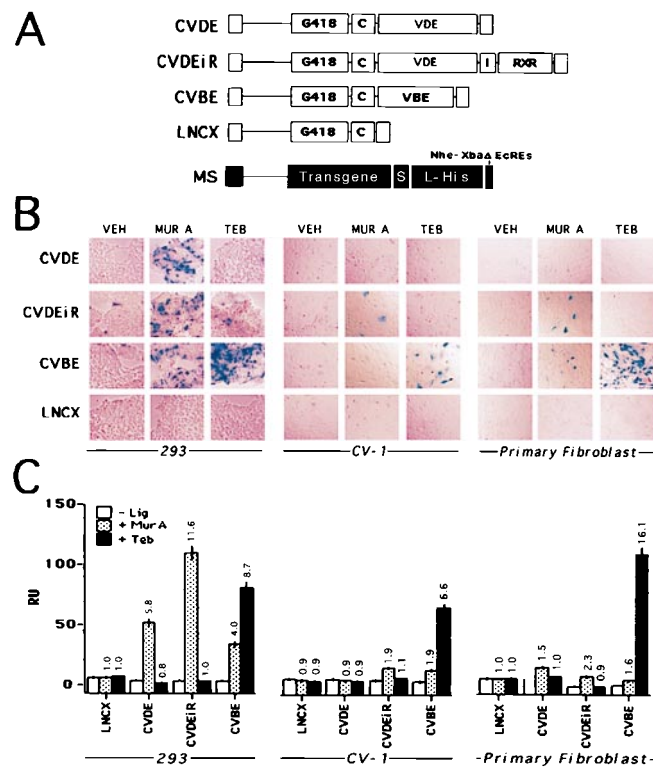 A
CVDE G418 C VDE
CVDEiR G418 C VDE I RXR
CVBE G418 C VBE
LNCX G418 C
Nhe-XbaΔ EcREs
MS Transgene S L-His
B
VEH MUR A TEB VEH MUR A TEB VEH MUR A TEB
CVDE
CVDEiR
CVBE
LNCX
293 CV-1 Primary Fibroblast
C
150
100
50
0
RU
- Lig
+ Mur A
+ Teb
1.0 1.0 5.8 0.8 11.6 1.0 4.0 8.7
0.9 0.9 0.9 0.9 1.9 1.1 1.9 6.6
1.0 1.0 1.5 1.0 2.3 0.9 1.6 16.1
LNCX CVDE CVDEiR CVBE LNCX CVDE CVDEiR CVBE LNCX CVDE CVDEiR CVBE
293 CV-1 Primary Fibroblast